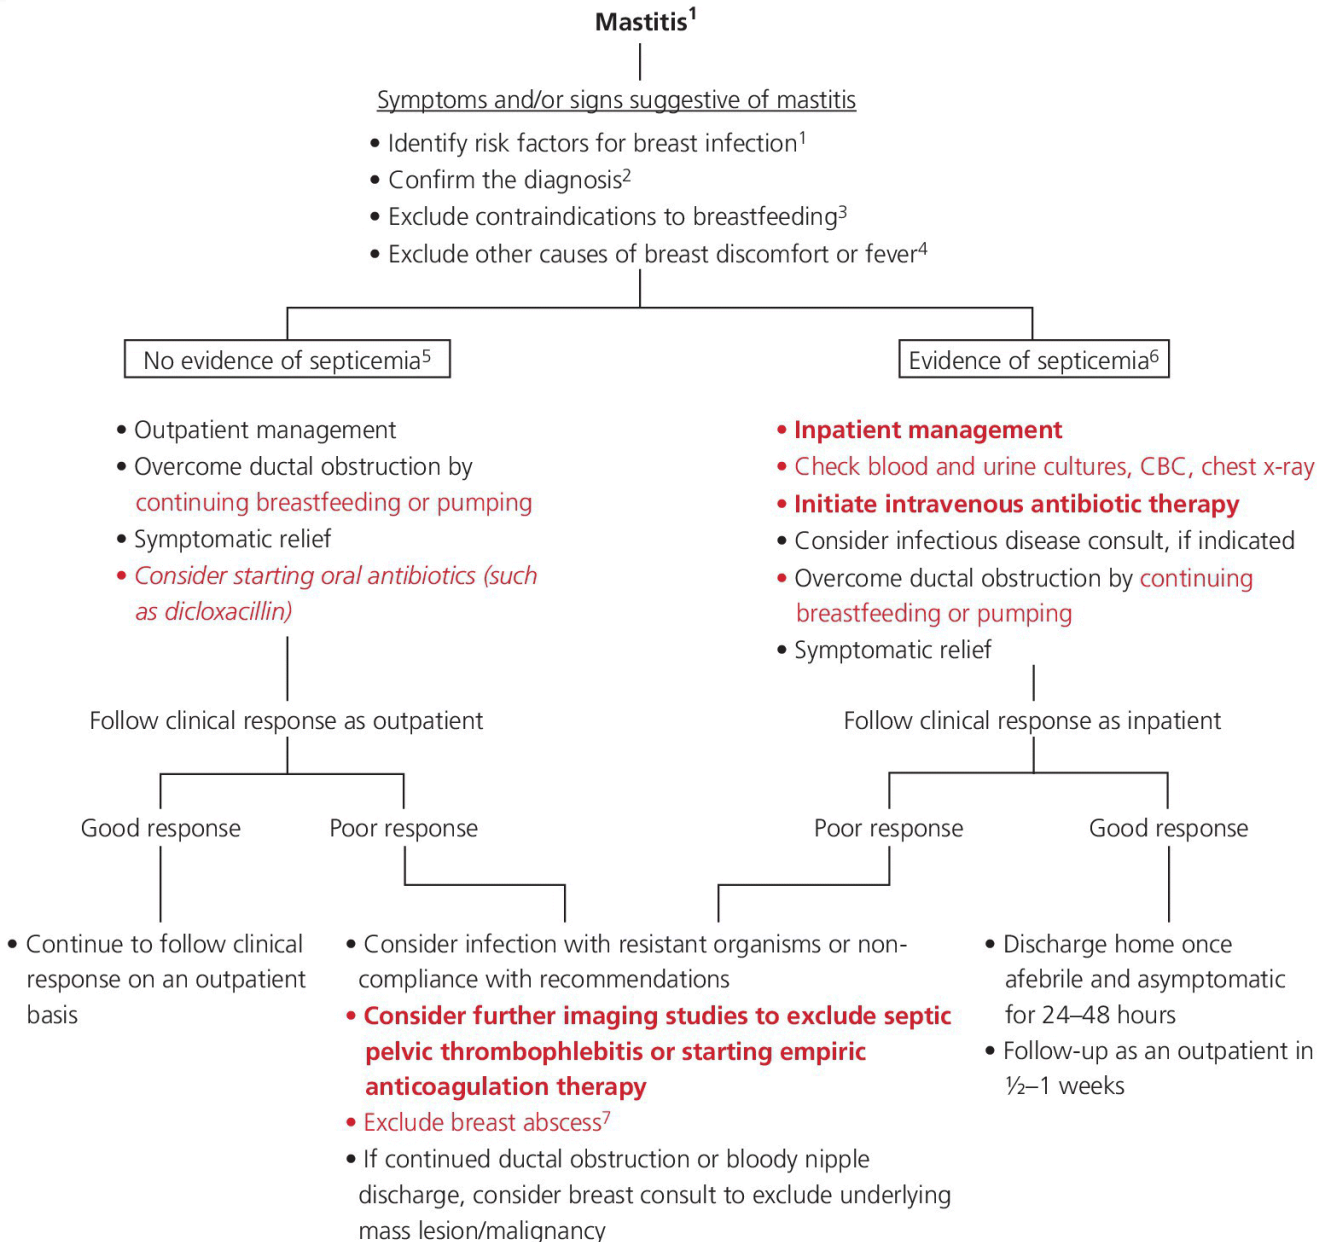 Mastitis¹
Symptoms and/or signs suggestive of mastitis
• Identify risk factors for breast infection¹
• Confirm the diagnosis²
• Exclude contraindications to breastfeeding³
• Exclude other causes of breast discomfort or fever⁴
No evidence of septicemia⁵
• Outpatient management
• Overcome ductal obstruction by
continuing breastfeeding or pumping
• Symptomatic relief
• Consider starting oral antibiotics (such
as dicloxacillin)
Follow clinical response as outpatient
Good response
Poor response
• Continue to follow clinical
response on an outpatient
basis
Evidence of septicemia⁶
• Inpatient management
• Check blood and urine cultures, CBC, chest x-ray
• Initiate intravenous antibiotic therapy
• Consider infectious disease consult, if indicated
• Overcome ductal obstruction by continuing
breastfeeding or pumping
• Symptomatic relief
Follow clinical response as inpatient
Poor response
Good response
• Consider infection with resistant organisms or non-
compliance with recommendations
• Consider further imaging studies to exclude septic
pelvic thrombophlebitis or starting empiric
anticoagulation therapy
• Exclude breast abscess⁷
• If continued ductal obstruction or bloody nipple
discharge, consider breast consult to exclude underlying
mass lesion/malignancy
• Discharge home once
afebrile and asymptomatic
for 24–48 hours
• Follow-up as an outpatient in
½–1 weeks